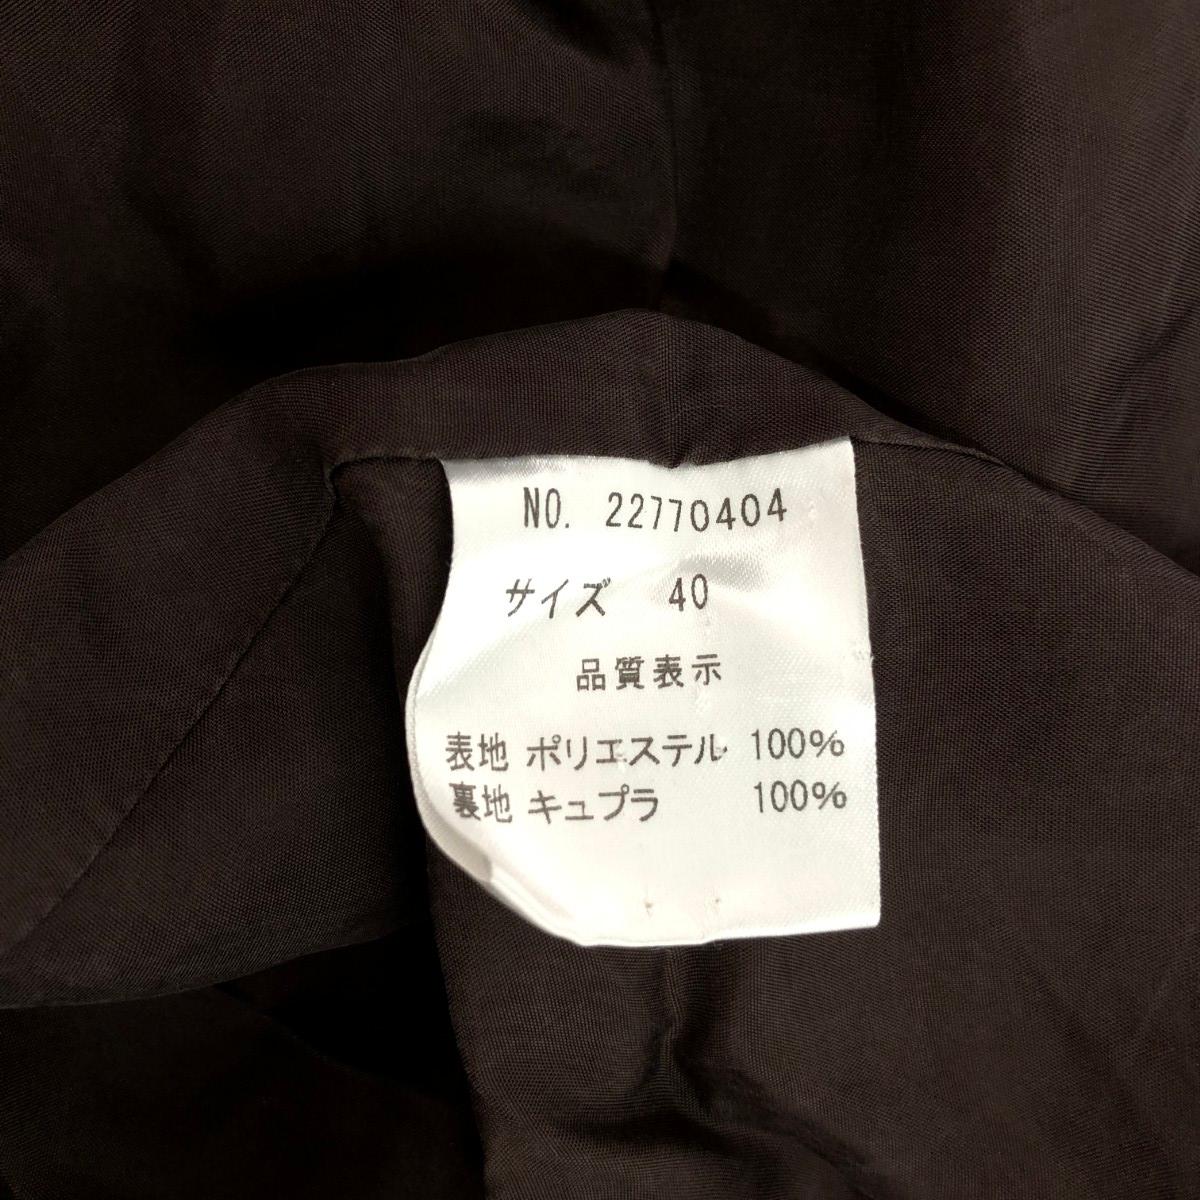 NO. 22770404
サイズ 40
品質表示
表地 ポリエステル 100%
裏地 キュプラ 100%